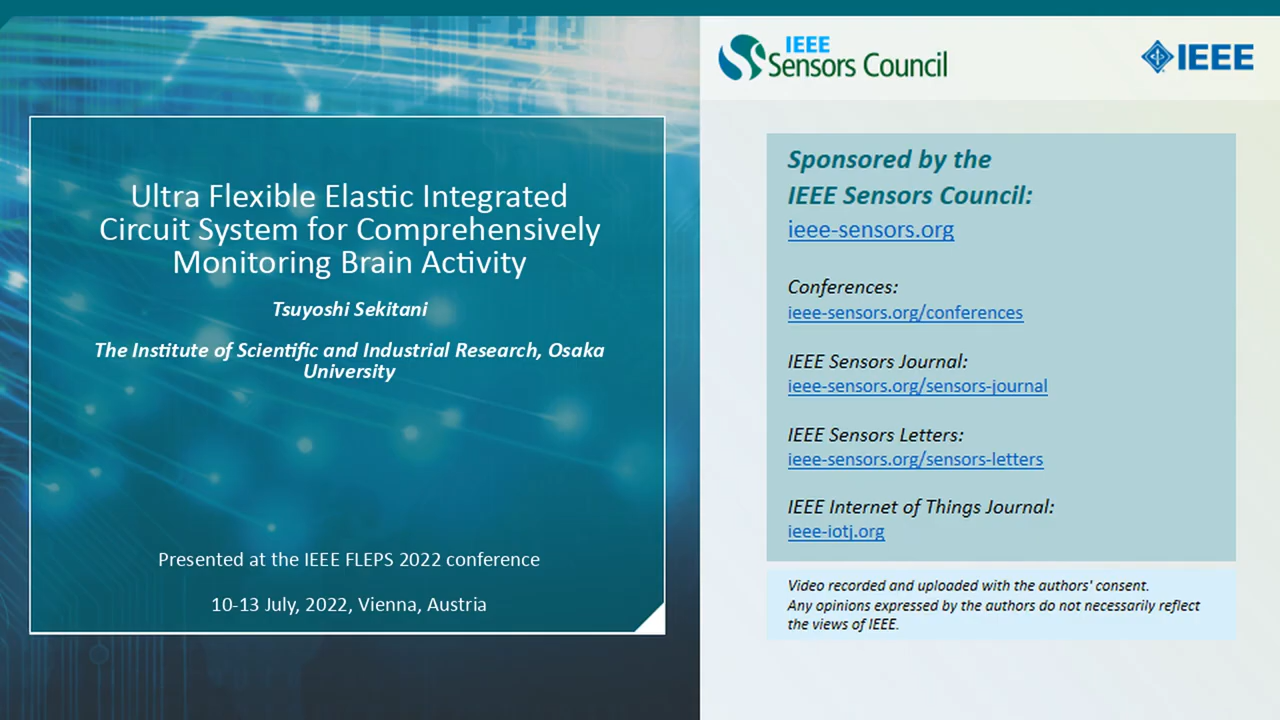 Ultra Flexible Elastic Integrated
Circuit System for Comprehensively
Monitoring Brain Activity
Tsuyoshi Sekitani
The Institute of Scientific and Industrial Research, Osaka
University
Presented at the IEEE FLEPS 2022 conference
10-13 July, 2022, Vienna, Austria
IEEE
Sensors Council
IEEE
Sponsored by the
IEEE Sensors Council:
ieee-sensors.org
Conferences:
ieee-sensors.org/conferences
IEEE Sensors Journal:
ieee-sensors.org/sensors-journal
IEEE Sensors Letters:
ieee-sensors.org/sensors-letters
IEEE Internet of Things Journal:
ieee-iotj.org
Video recorded and uploaded with the authors' consent.
Any opinions expressed by the authors do not necessarily reflect
the views of IEEE.